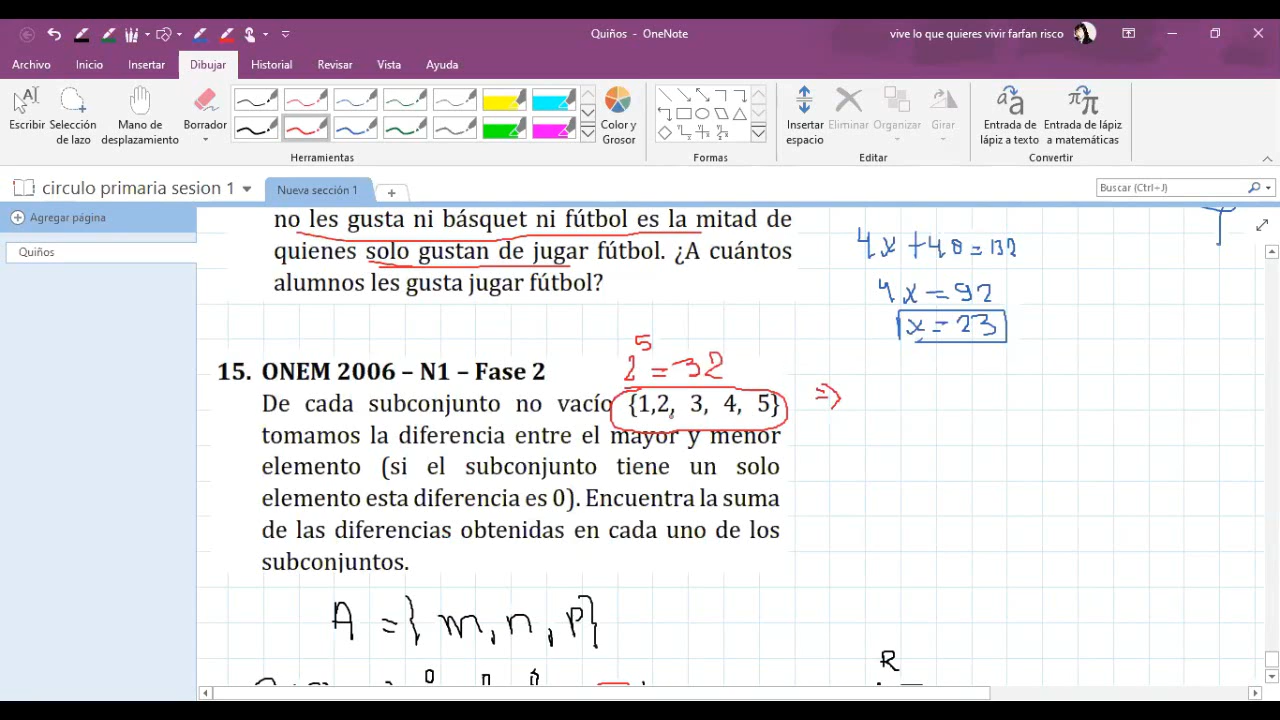 Quiños - OneNote
vive lo que quieres vivir farfan risco
Archivo Inicio Insertar Dibujar Historial Revisar Vista Ayuda
Escribir Selección de lazo Mano de desplazamiento Borrador Color y Grosor Insertar espacio Eliminar Organizar Girar Entrada de lápiz a texto Entrada de lápiz a matemáticas
Herramientas Formas Editar Convertir
circulo primaria sesion 1 Nueva sección 1 Buscar (Ctrl+J)
Agregar página
Quiños
no les gusta ni básquet ni fútbol es la mitad de
quienes solo gustan de jugar fútbol. ¿A cuántos
alumnos les gusta jugar fútbol?
4x + 48 = 132
4x = 92
x = 23
2^5 = 32
15. ONEM 2006 – N1 – Fase 2
De cada subconjunto no vacío {1,2, 3, 4, 5} ⇒
tomamos la diferencia entre el mayor y menor
elemento (si el subconjunto tiene un solo
elemento esta diferencia es 0). Encuentra la suma
de las diferencias obtenidas en cada uno de los
subconjuntos.
A = { m, n, p}
R